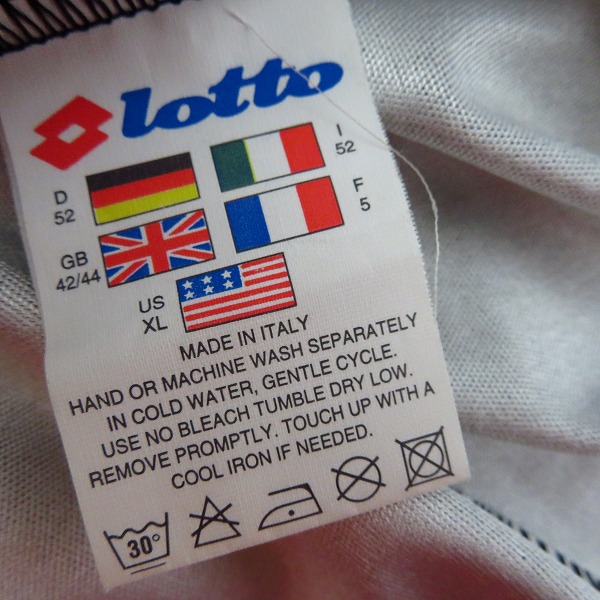 lotto
D
52
I
52
GB
42/44
F
5
US
XL
MADE IN ITALY
HAND OR MACHINE WASH SEPARATELY
IN COLD WATER, GENTLE CYCLE.
USE NO BLEACH TUMBLE DRY LOW.
REMOVE PROMPTLY. TOUCH UP WITH A
COOL IRON IF NEEDED.
30°